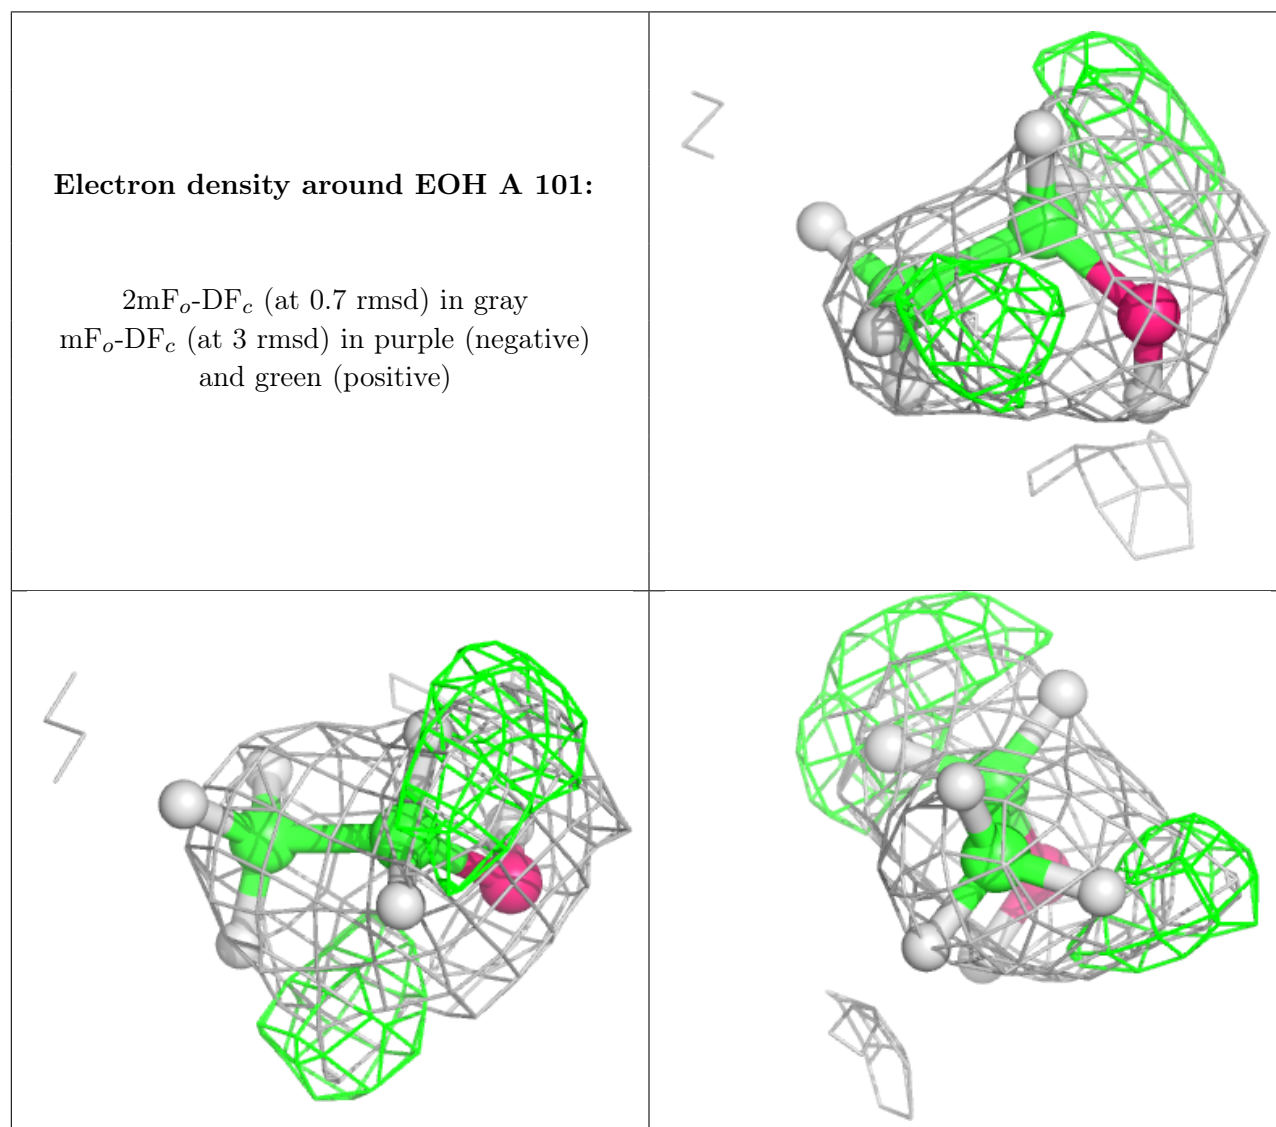 Electron density around EOH A 101:
2mFo-DFc (at 0.7 rmsd) in gray
mFo-DFc (at 3 rmsd) in purple (negative)
and green (positive)